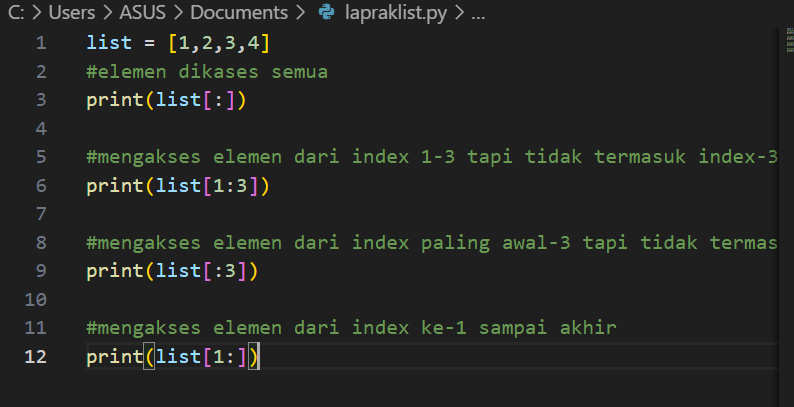 C: > Users > ASUS > Documents > lapraklist.py > ...
1 list = [1,2,3,4]
2 #elemen dikases semua
3 print(list[:])
4
5 #mengakses elemen dari index 1-3 tapi tidak termasuk index-3
6 print(list[1:3])
7
8 #mengakses elemen dari index paling awal-3 tapi tidak termas
9 print(list[:3])
10
11 #mengakses elemen dari index ke-1 sampai akhir
12 print(list[1:])